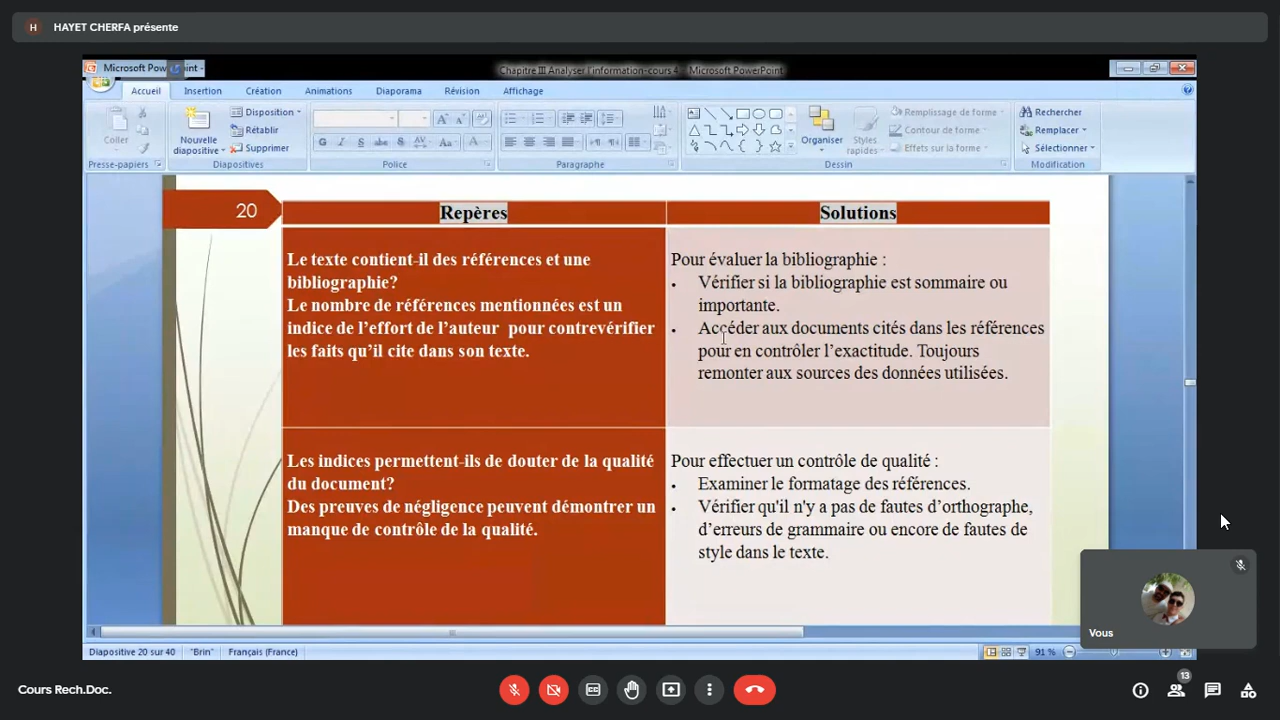 H HAYET CHERFA présente
Microsoft Pow int -
Chapitre III Analyser l'information-cours 4 Microsoft PowerPoint
Accueil Insertion Création Animations Diaporama Révision Affichage
Coller
Presse-papiers
Nouvelle
diapositive
Disposition
Rétablir
Supprimer
Diapositives
G I S abc S AV Aa A
Police
Paragraphe
Organiser
Styles
rapides
Remplissage de forme
Contour de forme
Effets sur la forme
Dessin
Rechercher
Remplacer
Sélectionner
Modification
20
Repères
Solutions
Le texte contient-il des références et une
bibliographie?
Le nombre de références mentionnées est un
indice de l’effort de l’auteur pour contrevérifier
les faits qu’il cite dans son texte.
Pour évaluer la bibliographie :
• Vérifier si la bibliographie est sommaire ou
importante.
• Accéder aux documents cités dans les références
pour en contrôler l’exactitude. Toujours
remonter aux sources des données utilisées.
Les indices permettent-ils de douter de la qualité
du document?
Des preuves de négligence peuvent démontrer un
manque de contrôle de la qualité.
Pour effectuer un contrôle de qualité :
• Examiner le formatage des références.
• Vérifier qu'il n'y a pas de fautes d’orthographe,
d’erreurs de grammaire ou encore de fautes de
style dans le texte.
Vous
Diapositive 20 sur 40 "Brin" Français (France) 91 %
Cours Rech.Doc.
13